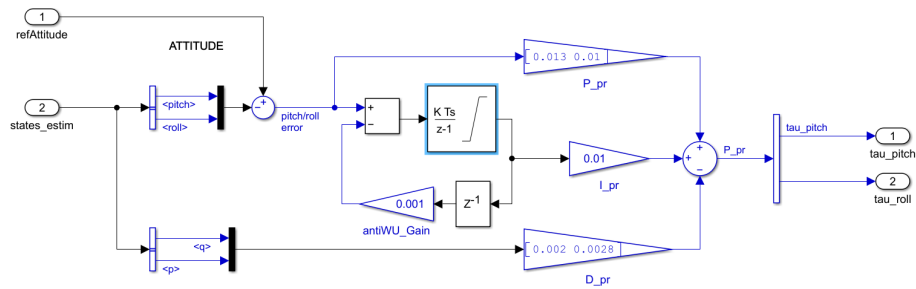 1
refAttitude
ATTITUDE
2
states_estim
<pitch>
<roll>
− +
pitch/roll
error
+
−
K Ts
z-1
0.001
antiWU_Gain
z-1
[ 0.013 0.01 ]
P_pr
0.01
I_pr
<q>
<p>
[ 0.002 0.0028 ]
D_pr
+
+
−
P_pr
tau_pitch
1
tau_pitch
2
tau_roll